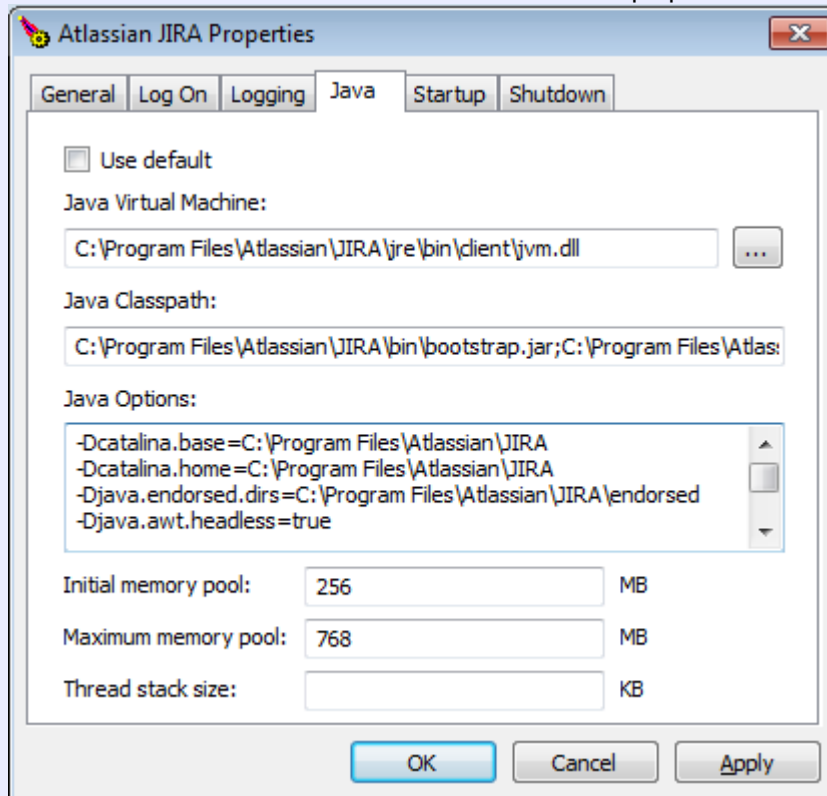 Atlassian JIRA Properties
General Log On Logging Java Startup Shutdown
Use default
Java Virtual Machine:
C:\Program Files\Atlassian\JIRA\jre\bin\client\jvm.dll
...
Java Classpath:
C:\Program Files\Atlassian\JIRA\bin\bootstrap.jar;C:\Program Files\Atlas
Java Options:
-Dcatalina.base=C:\Program Files\Atlassian\JIRA
-Dcatalina.home=C:\Program Files\Atlassian\JIRA
-Djava.endorsed.dirs=C:\Program Files\Atlassian\JIRA\endorsed
-Djava.awt.headless=true
Initial memory pool: 256 MB
Maximum memory pool: 768 MB
Thread stack size: KB
OK Cancel Apply